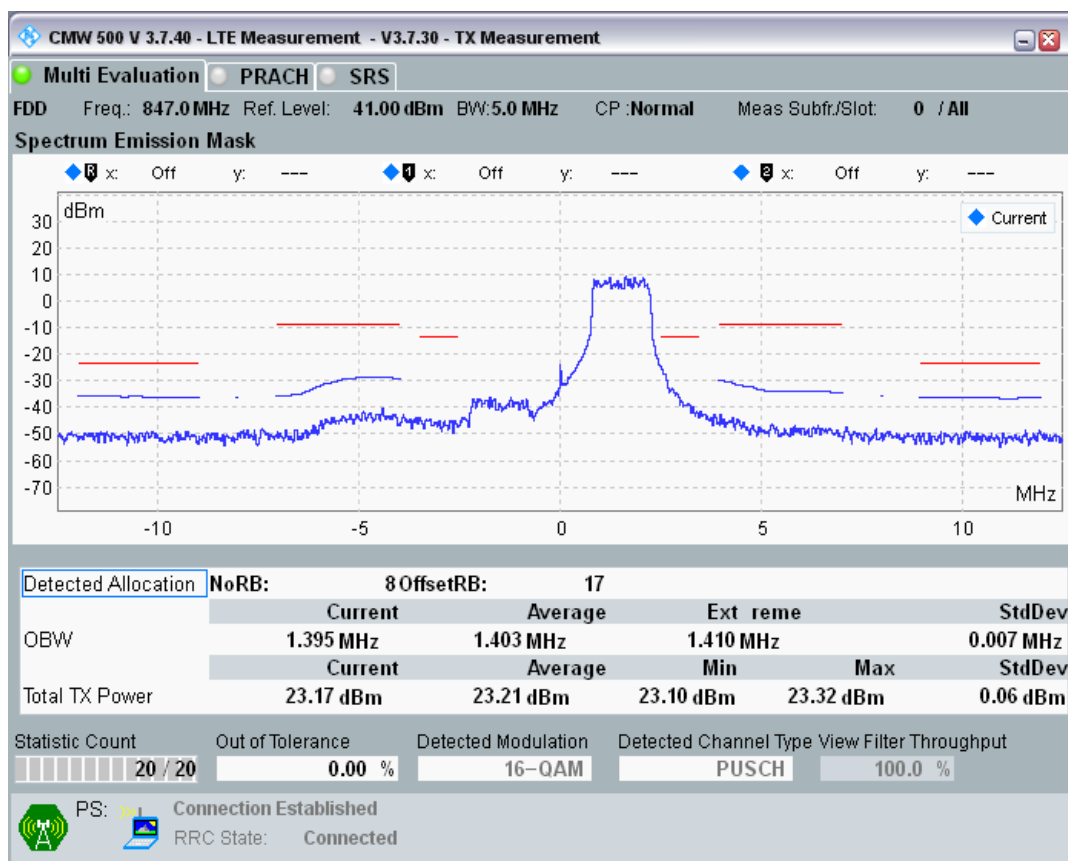 CMW 500 V 3.7.40 - LTE Measurement - V3.7.30 - TX Measurement
Multi Evaluation PRACH SRS
FDD Freq.: 847.0 MHz Ref. Level: 41.00 dBm BW:5.0 MHz CP :Normal Meas Subfr./Slot: 0 / All
Spectrum Emission Mask
R x: Off y: --- 1 x: Off y: --- 2 x: Off y: ---
dBm
Current
30
20
10
0
-10
-20
-30
-40
-50
-60
-70
MHz
-10 -5 0 5 10
Detected Allocation NoRB: 8 OffsetRB: 17
Current Average Ext reme StdDev
OBW 1.395 MHz 1.403 MHz 1.410 MHz 0.007 MHz
Current Average Min Max StdDev
Total TX Power 23.17 dBm 23.21 dBm 23.10 dBm 23.32 dBm 0.06 dBm
Statistic Count Out of Tolerance Detected Modulation Detected Channel Type View Filter Throughput
20 / 20 0.00 % 16-QAM PUSCH 100.0 %
PS: Connection Established
RRC State: Connected